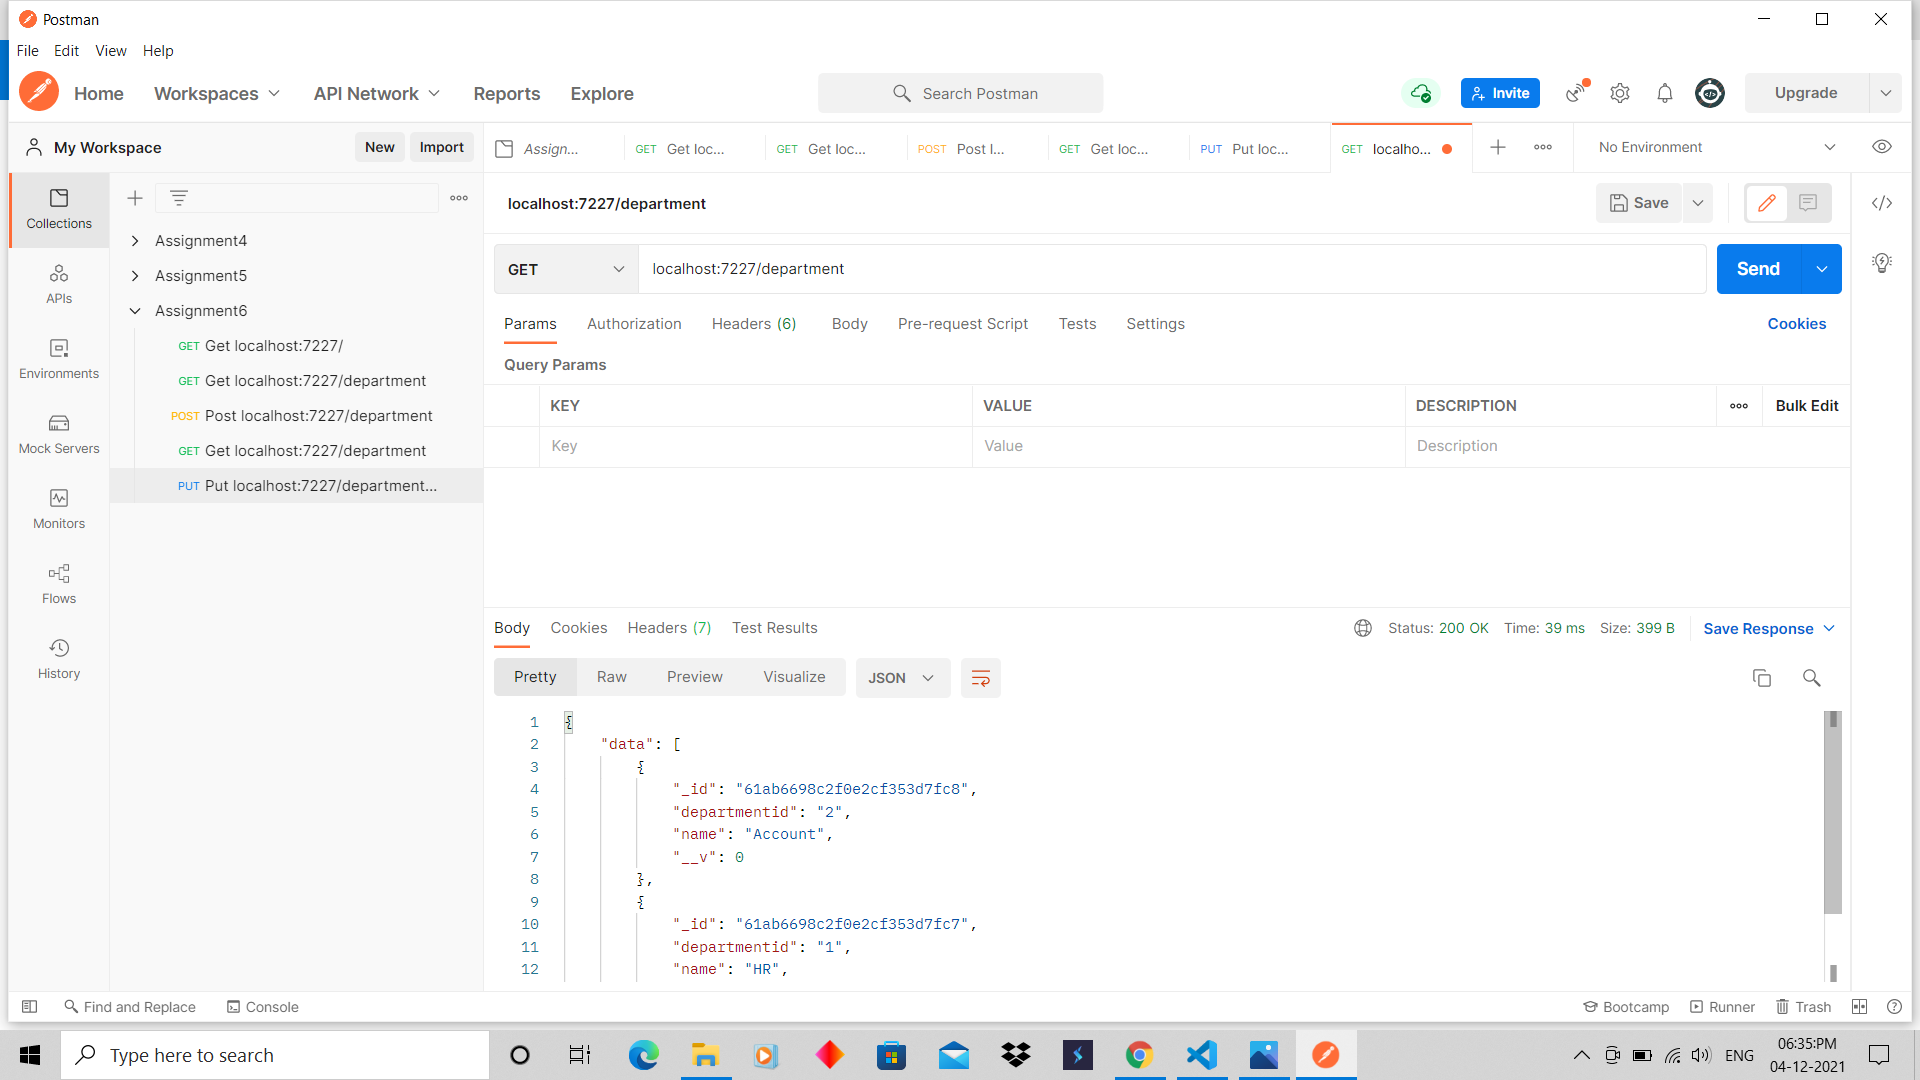 Postman
File Edit View Help
Home Workspaces API Network Reports Explore Search Postman Invite Upgrade
My Workspace New Import
Assign... GET Get loc... GET Get loc... POST Post l... GET Get loc... PUT Put loc... GET localho... No Environment
Collections
APIs
Environments
Mock Servers
Monitors
Flows
History
Assignment4
Assignment5
Assignment6
GET Get localhost:7227/
GET Get localhost:7227/department
POST Post localhost:7227/department
GET Get localhost:7227/department
PUT Put localhost:7227/department...
localhost:7227/department Save
GET localhost:7227/department Send
Params Authorization Headers (6) Body Pre-request Script Tests Settings Cookies
Query Params
KEY VALUE DESCRIPTION Bulk Edit
Key Value Description
Body Cookies Headers (7) Test Results Status: 200 OK Time: 39 ms Size: 399 B Save Response
Pretty Raw Preview Visualize JSON
1 {
2 "data": [
3 {
4 "_id": "61ab6698c2f0e2cf353d7fc8",
5 "departmentid": "2",
6 "name": "Account",
7 "__v": 0
8 },
9 {
10 "_id": "61ab6698c2f0e2cf353d7fc7",
11 "departmentid": "1",
12 "name": "HR",
Find and Replace Console Bootcamp Runner Trash
Type here to search ENG 06:35:PM
04-12-2021